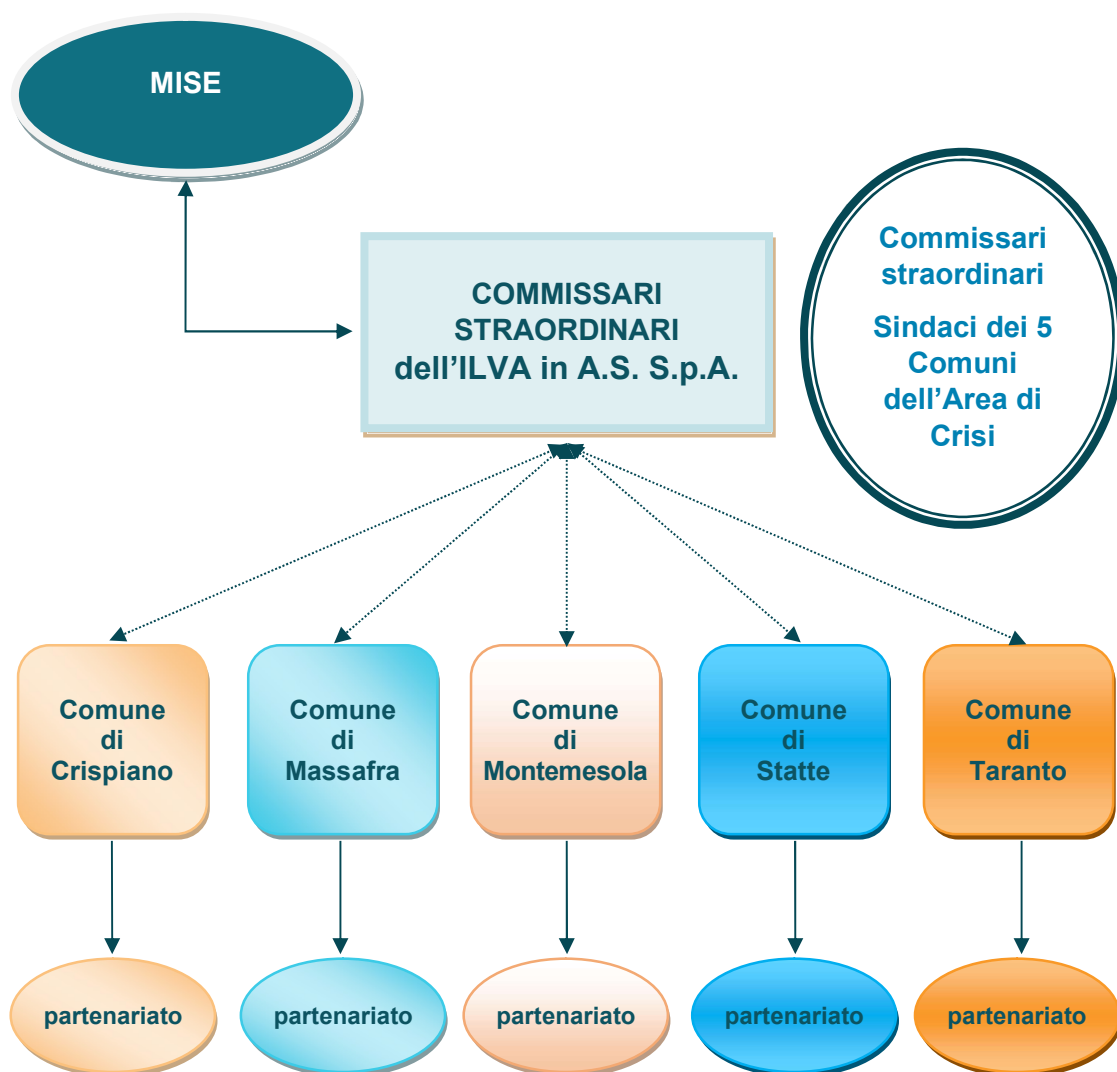 MISE
COMMISSARI
STRAORDINARI
dell’ILVA in A.S. S.p.A.
Commissari
straordinari
Sindaci dei 5
Comuni
dell’Area di
Crisi
Comune
di
Crispiano
Comune
di
Massafra
Comune
di
Montemesola
Comune
di
Statte
Comune
di
Taranto
partenariato
partenariato
partenariato
partenariato
partenariato